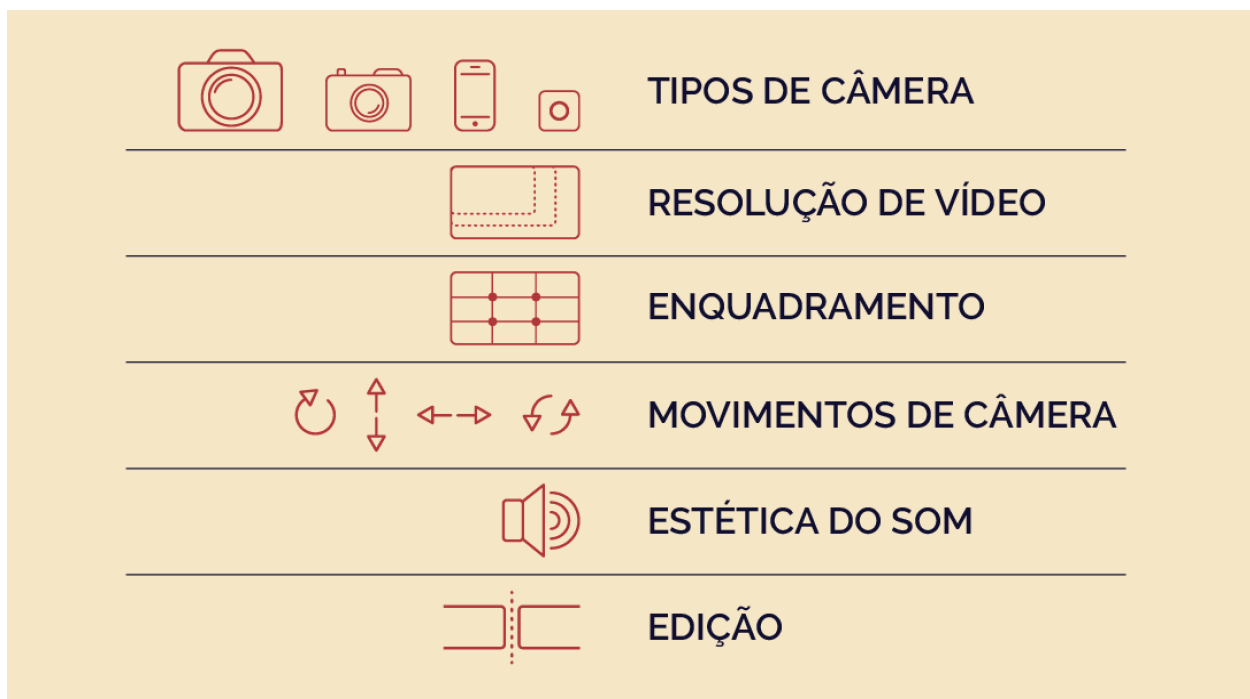 TIPOS DE CÂMERA
RESOLUÇÃO DE VÍDEO
ENQUADRAMENTO
MOVIMENTOS DE CÂMERA
ESTÉTICA DO SOM
EDIÇÃO